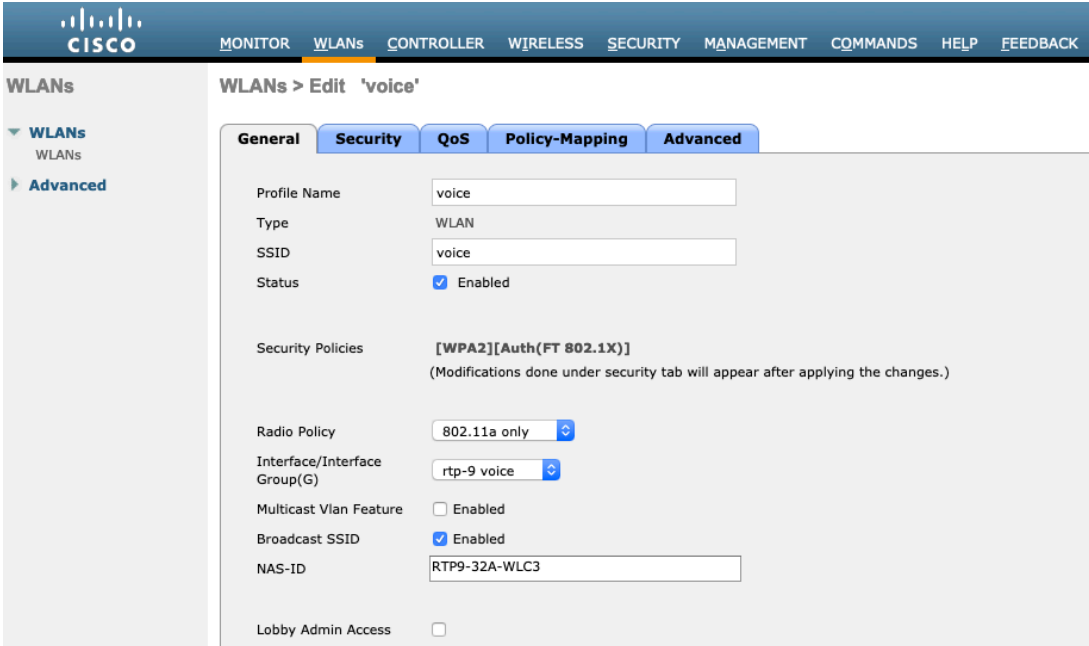 CISCO
MONITOR WLANs CONTROLLER WIRELESS SECURITY MANAGEMENT COMMANDS HELP FEEDBACK
WLANs
WLANs
WLANs
Advanced
WLANs > Edit 'voice'
General Security QoS Policy-Mapping Advanced
Profile Name voice
Type WLAN
SSID voice
Status Enabled
Security Policies [WPA2][Auth(FT 802.1X)]
(Modifications done under security tab will appear after applying the changes.)
Radio Policy 802.11a only
Interface/Interface
Group(G) rtp-9 voice
Multicast Vlan Feature Enabled
Broadcast SSID Enabled
NAS-ID RTP9-32A-WLC3
Lobby Admin Access